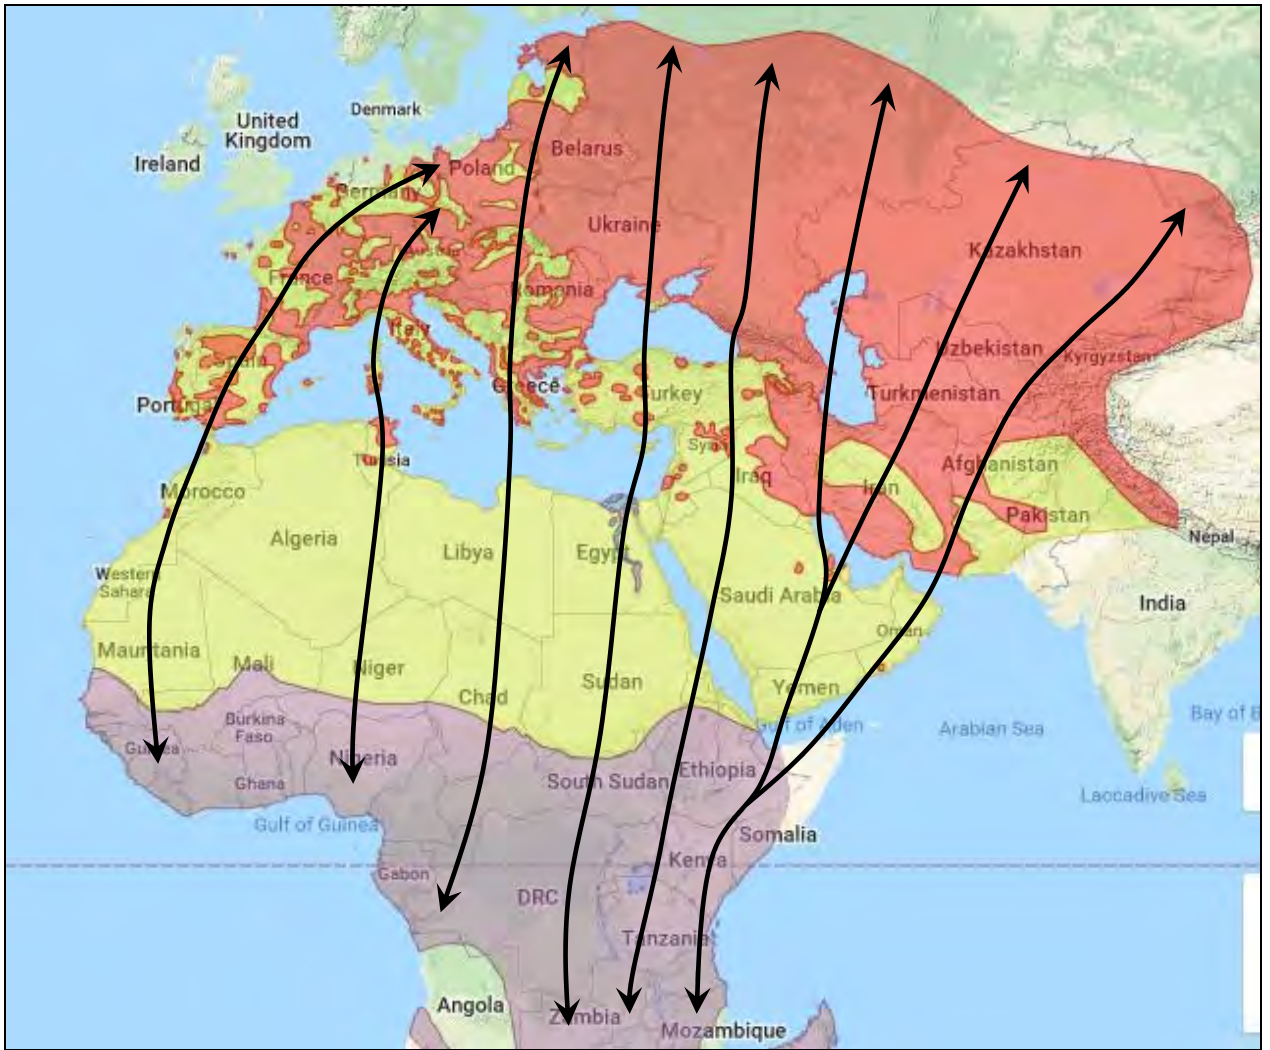 Denmark
United
Kingdom
Ireland
Belarus
Poland
Germany
Ukraine
Kazakhstan
France
Romania
Italy
Uzbekistan
Kyrgyzstan
Spain
Greece
Turkey
Turkmenistan
Portugal
Syria
Tunisia
Afghanistan
Iraq
Iran
Morocco
Pakistan
Algeria
Libya
Egypt
Nepal
Western
Sahara
Saudi Arabia
India
Oman
Mauritania
Mali
Niger
Chad
Sudan
Yemen
Burkina
Faso
Gulf of Aden
Arabian Sea
Bay of B
Guinea
Nigeria
Ghana
South Sudan
Ethiopia
Laccadive Sea
Gulf of Guinea
Somalia
Kenya
Gabon
DRC
Tanzania
Angola
Zambia
Mozambique